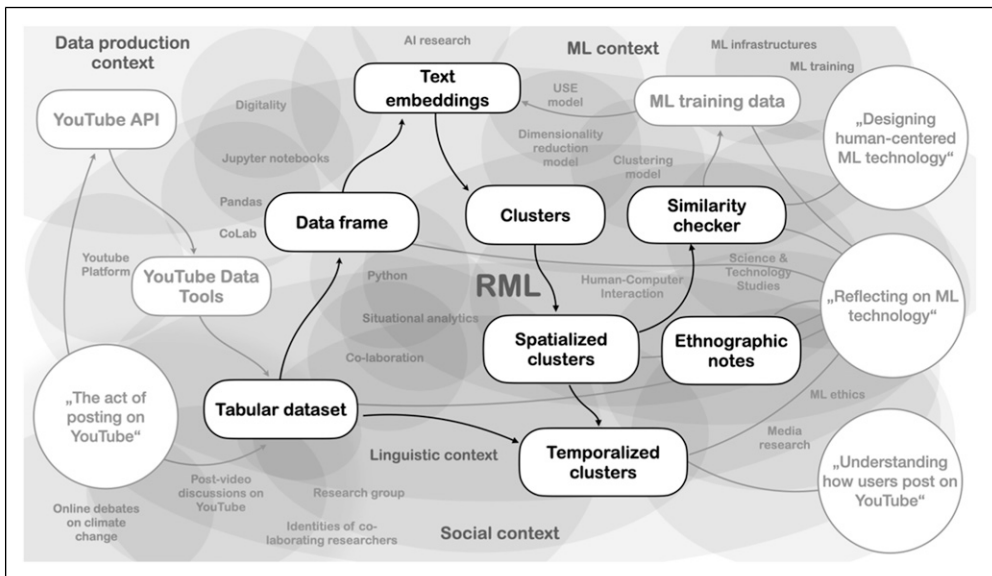 Data production
context
AI research
ML context
ML infrastructures
ML training
Text
embeddings
USE
model
ML training data
YouTube API
Digitality
„Designing
human-centered
ML technology“
Dimensionality
reduction
model
Jupyter notebooks
Clustering
model
Pandas
Data frame
Clusters
Similarity
checker
CoLab
Youtube
Platform
YouTube Data
Tools
Python
RML
Human-Computer
Interaction
Science &
Technology
Studies
„Reflecting on ML
technology“
Situational analytics
Spatialized
clusters
Ethnographic
notes
Co-laboration
„The act of
posting on
YouTube“
Tabular dataset
ML ethics
Media
research
Linguistic context
Temporalized
clusters
„Understanding
how users post on
YouTube“
Post-video
discussions on
YouTube
Research group
Online debates
on climate
change
Identities of co-
laborating researchers
Social context